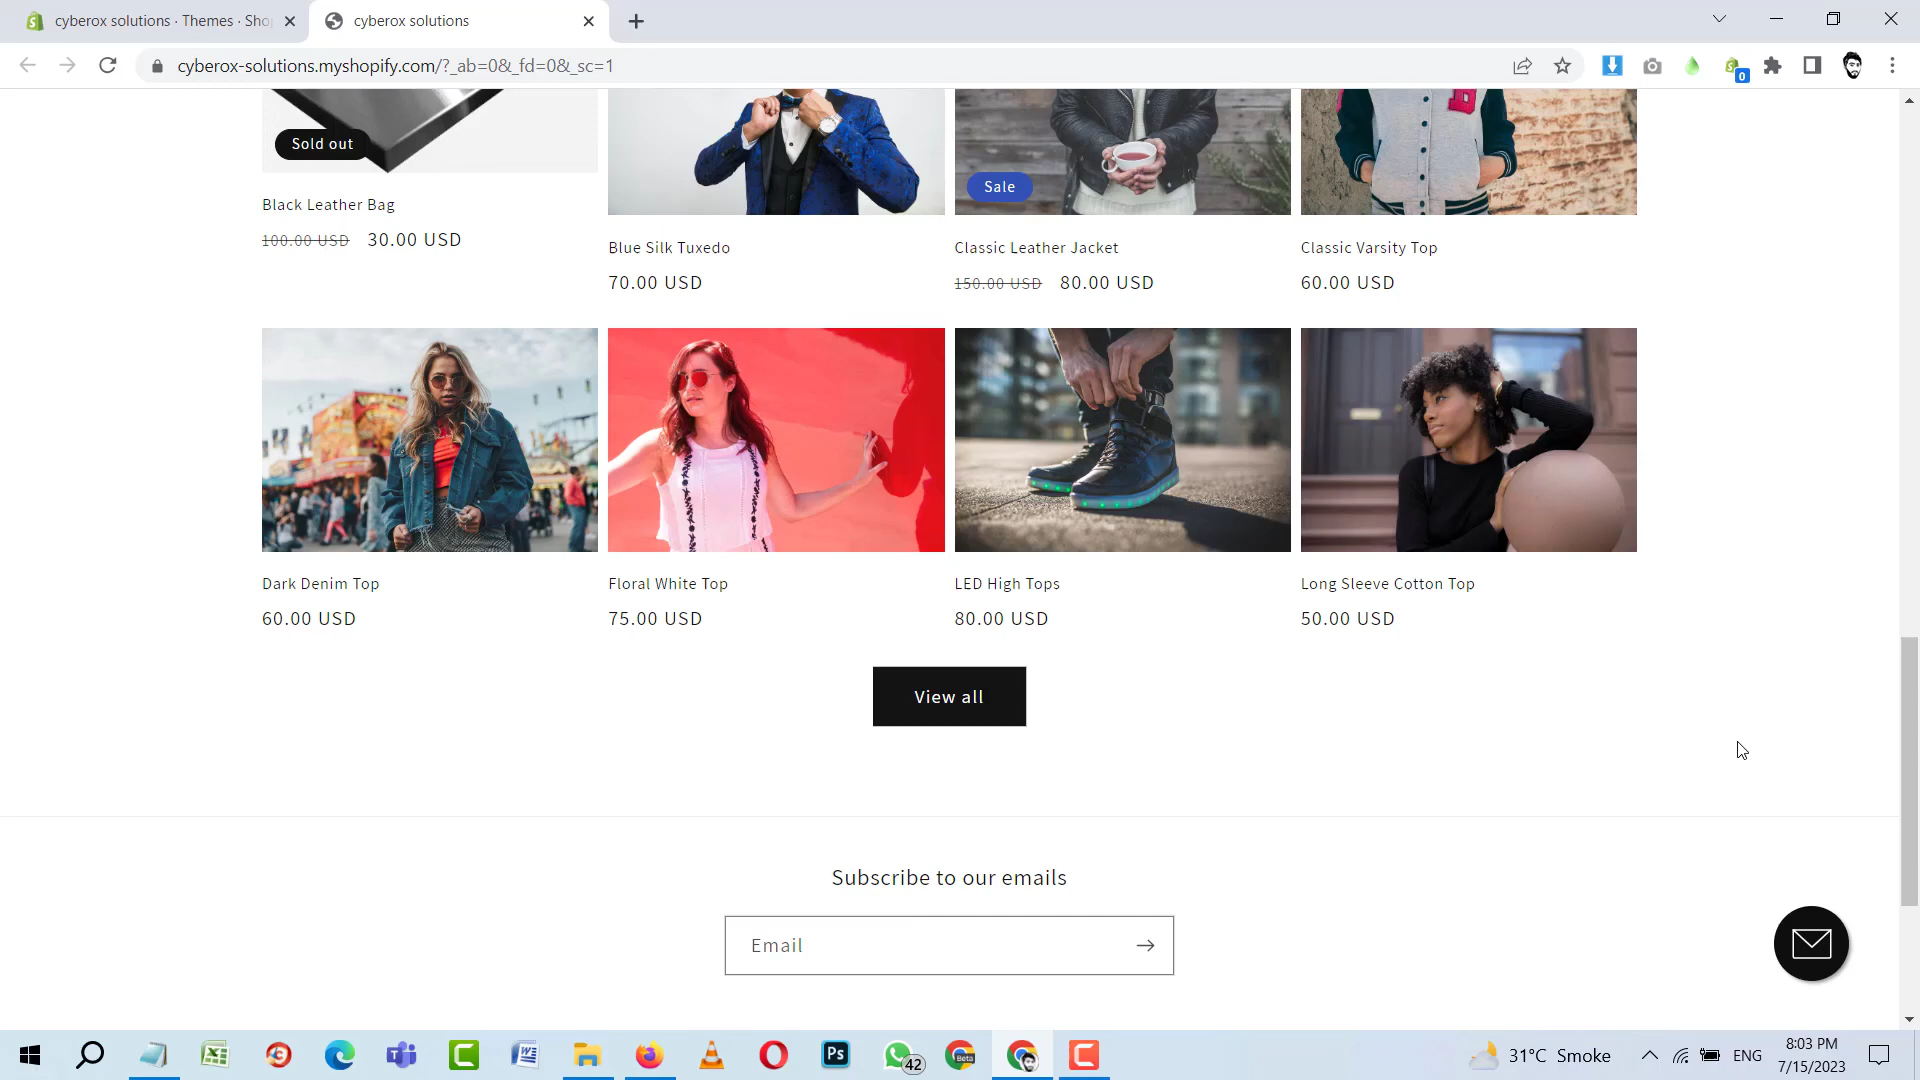 cyberox solutions · Themes · Sho
cyberox solutions
cyberox-solutions.myshopify.com/?_ab=0&_fd=0&_sc=1
0
Sold out
Sale
B
Black Leather Bag
100.00 USD 30.00 USD
Blue Silk Tuxedo
70.00 USD
Classic Leather Jacket
150.00 USD 80.00 USD
Classic Varsity Top
60.00 USD
Dark Denim Top
60.00 USD
Floral White Top
75.00 USD
LED High Tops
80.00 USD
Long Sleeve Cotton Top
50.00 USD
View all
Subscribe to our emails
Email
Ps
42
Beta
31°C Smoke
ENG
8:03 PM
7/15/2023